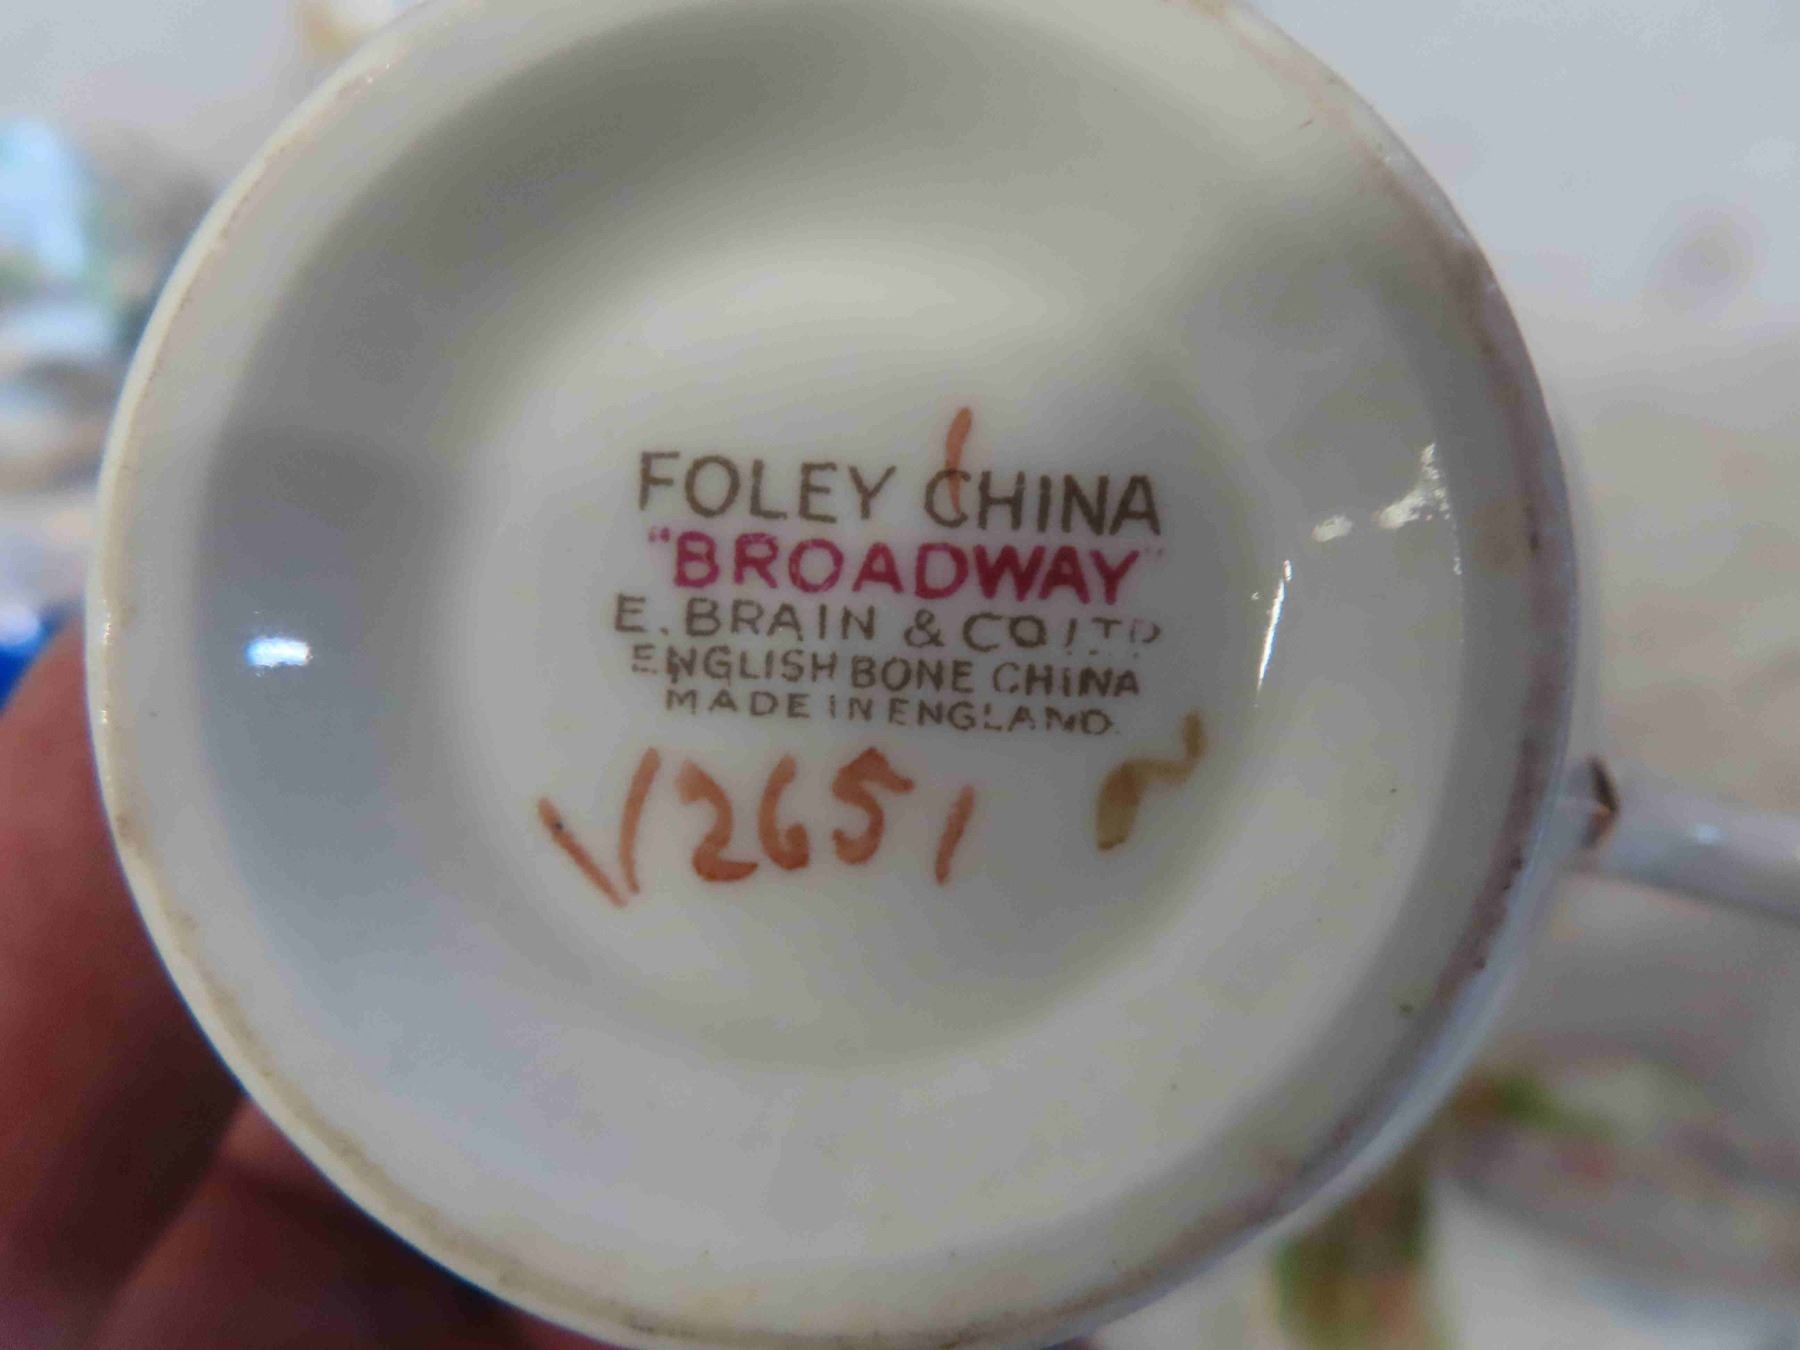 FOLEY CHINA
"BROADWAY"
E. BRAIN & CO LTD
ENGLISH BONE CHINA
MADE IN ENGLAND.
V2651